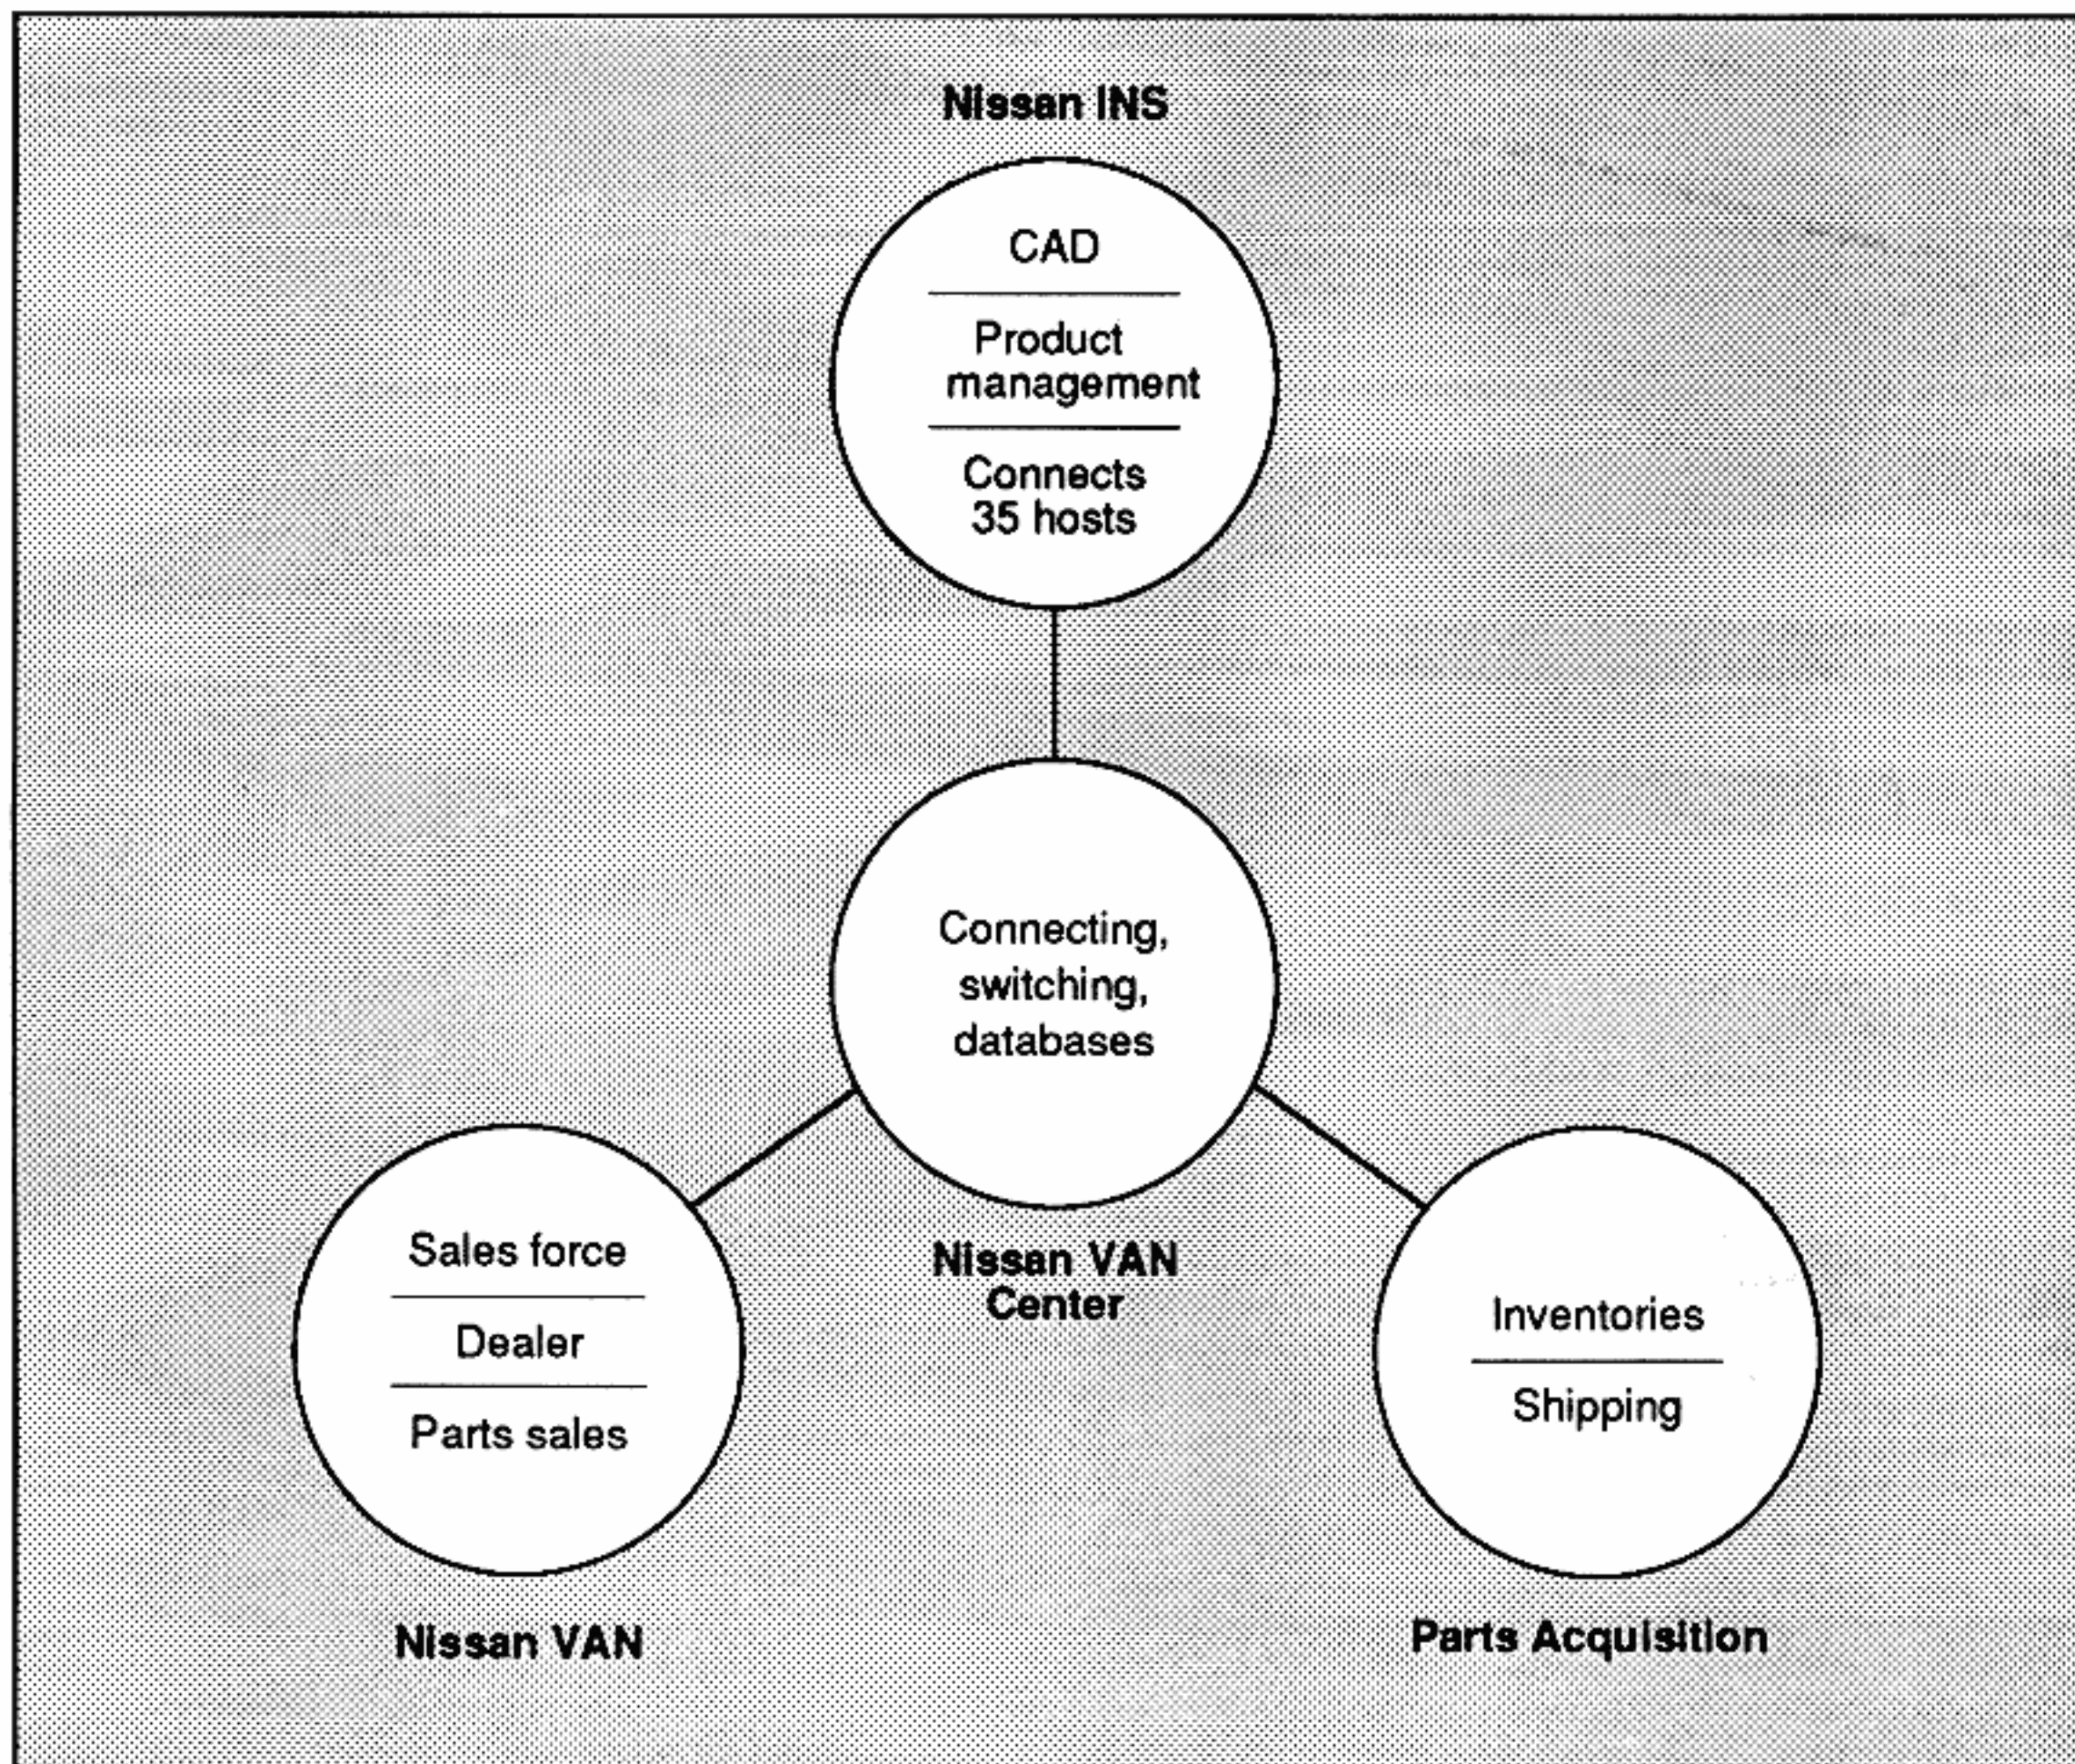 Nissan INS
CAD
Product
management
Connects
35 hosts
Connecting,
switching,
databases
Nissan VAN
Center
Sales force
Dealer
Parts sales
Nissan VAN
Inventories
Shipping
Parts Acquisition